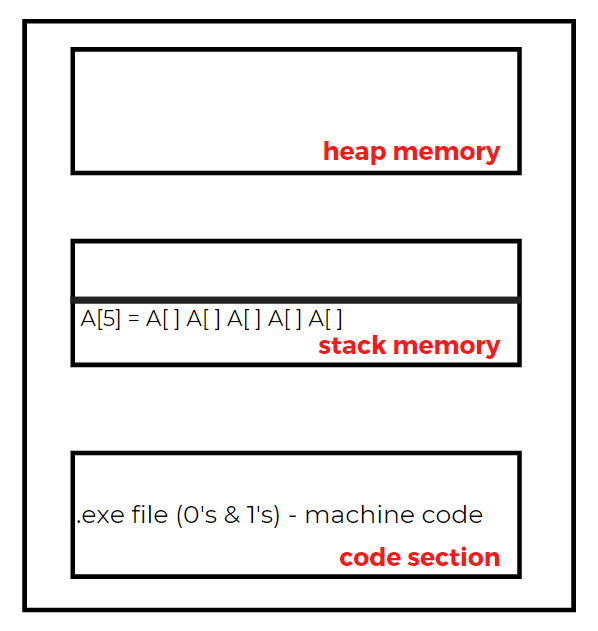 heap memory
A[5] = A[ ] A[ ] A[ ] A[ ] A[ ]
stack memory
.exe file (0's & 1's) - machine code
code section